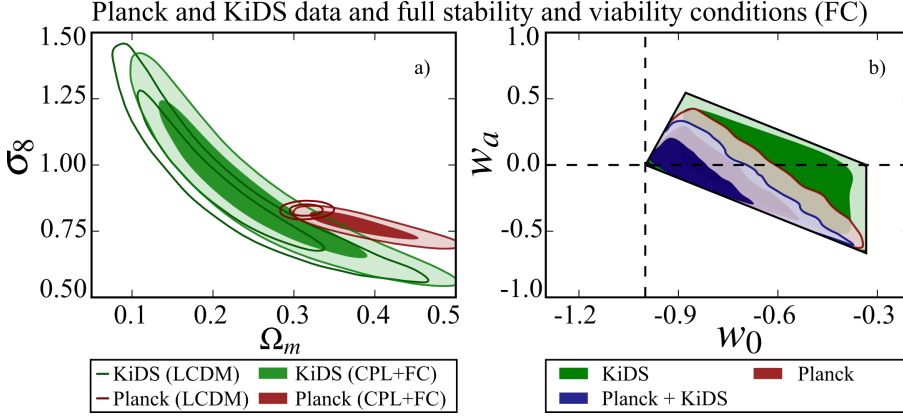 Planck and KiDS data and full stability and viability conditions (FC)
a)
1.50
1.25
1.00
0.75
0.50
σ8
0.1 0.2 0.3 0.4 0.5
Ωm
b)
1.0
0.5
0.0
-0.5
-1.0
wa
-1.2 -0.9 -0.6 -0.3
w0
KiDS (LCDM) KiDS (CPL+FC)
Planck (LCDM) Planck (CPL+FC)
KiDS Planck
Planck + KiDS